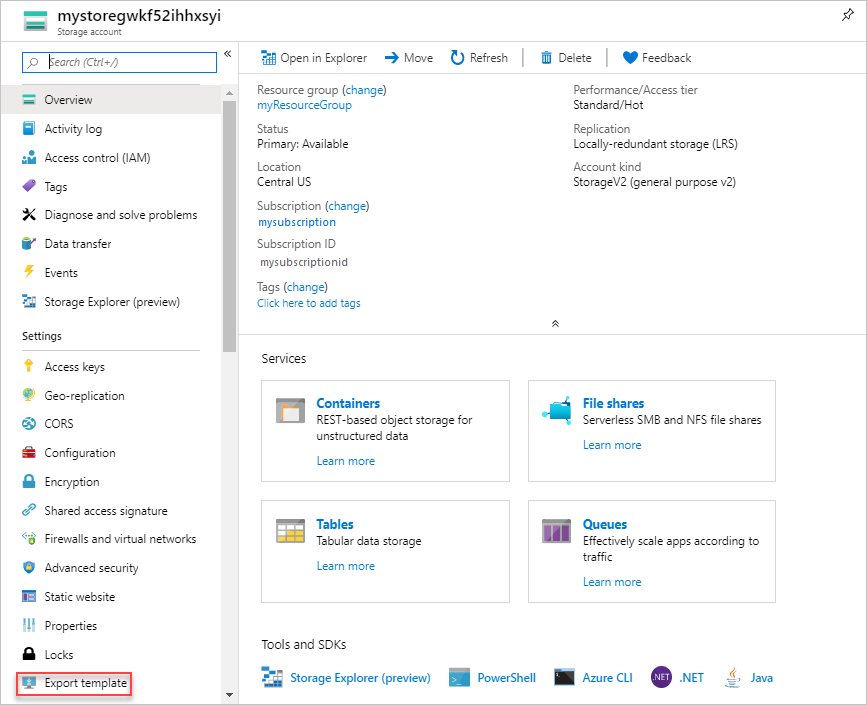 mystoregwkf52ihhxsyi
Storage account
Search (Ctrl+/)
«
Overview
Activity log
Access control (IAM)
Tags
Diagnose and solve problems
Data transfer
Events
Storage Explorer (preview)
Settings
Access keys
Geo-replication
CORS
Configuration
Encryption
Shared access signature
Firewalls and virtual networks
Advanced security
Static website
Properties
Locks
Export template
Open in Explorer Move Refresh Delete Feedback
Resource group (change)
myResourceGroup
Status
Primary: Available
Location
Central US
Subscription (change)
mysubscription
Subscription ID
mysubscriptionid
Tags (change)
Click here to add tags
Performance/Access tier
Standard/Hot
Replication
Locally-redundant storage (LRS)
Account kind
StorageV2 (general purpose v2)
Services
Containers
REST-based object storage for
unstructured data
Learn more
File shares
Serverless SMB and NFS file shares
Learn more
Tables
Tabular data storage
Learn more
Queues
Effectively scale apps according to
traffic
Learn more
Tools and SDKs
Storage Explorer (preview) PowerShell Azure CLI NET .NET Java